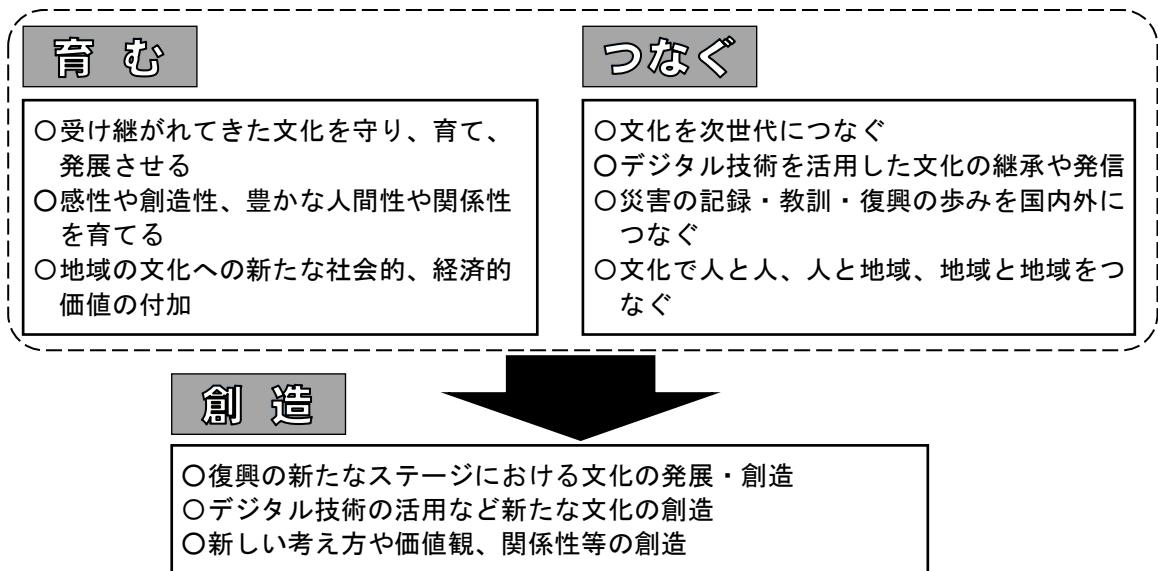 育 む
〇受け継がれてきた文化を守り、育て、
発展させる
〇感性や創造性、豊かな人間性や関係性
を育てる
〇地域の文化への新たな社会的、経済的
価値の付加
つなぐ
〇文化を次世代につなぐ
〇デジタル技術を活用した文化の継承や発信
〇災害の記録・教訓・復興の歩みを国内外に
つなぐ
〇文化で人と人、人と地域、地域と地域をつ
なぐ
創 造
〇復興の新たなステージにおける文化の発展・創造
〇デジタル技術の活用など新たな文化の創造
〇新しい考え方や価値観、関係性等の創造